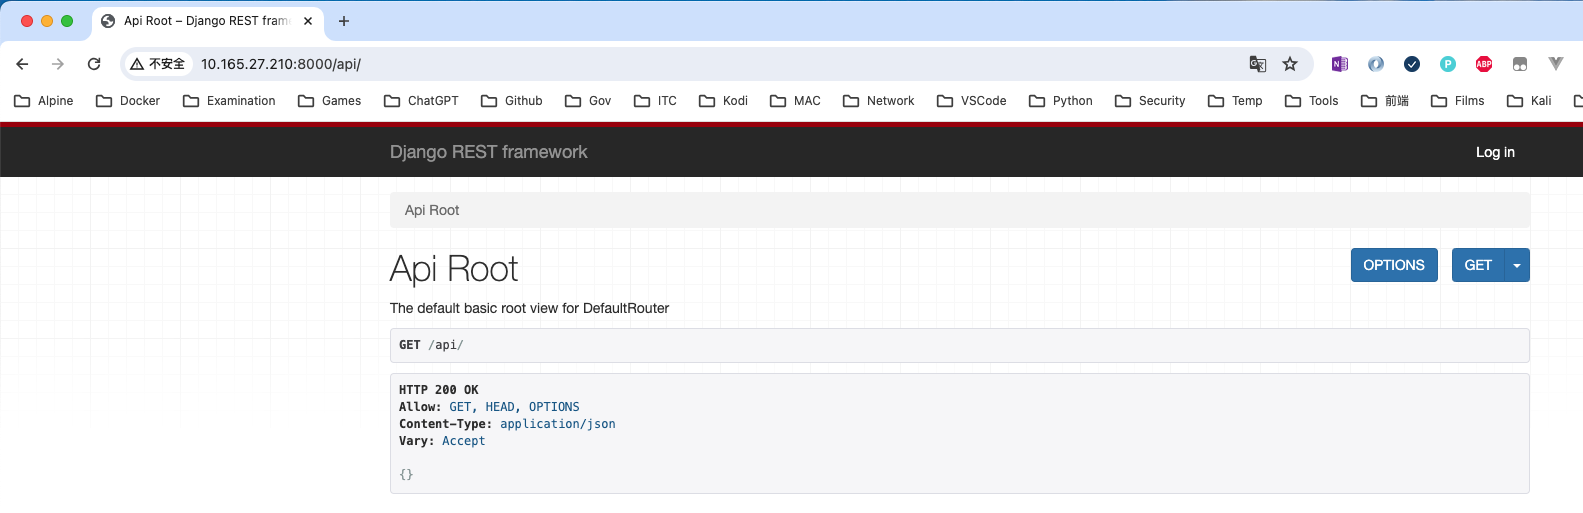 Api Root – Django REST fram
不安全 10.165.27.210:8000/api/
Alpine Docker Examination Games ChatGPT Github Gov ITC Kodi MAC Network VSCode Python Security Temp Tools 前端 Films Kali
Django REST framework Log in
Api Root
Api Root OPTIONS GET
The default basic root view for DefaultRouter
GET /api/
HTTP 200 OK
Allow: GET, HEAD, OPTIONS
Content-Type: application/json
Vary: Accept
{}